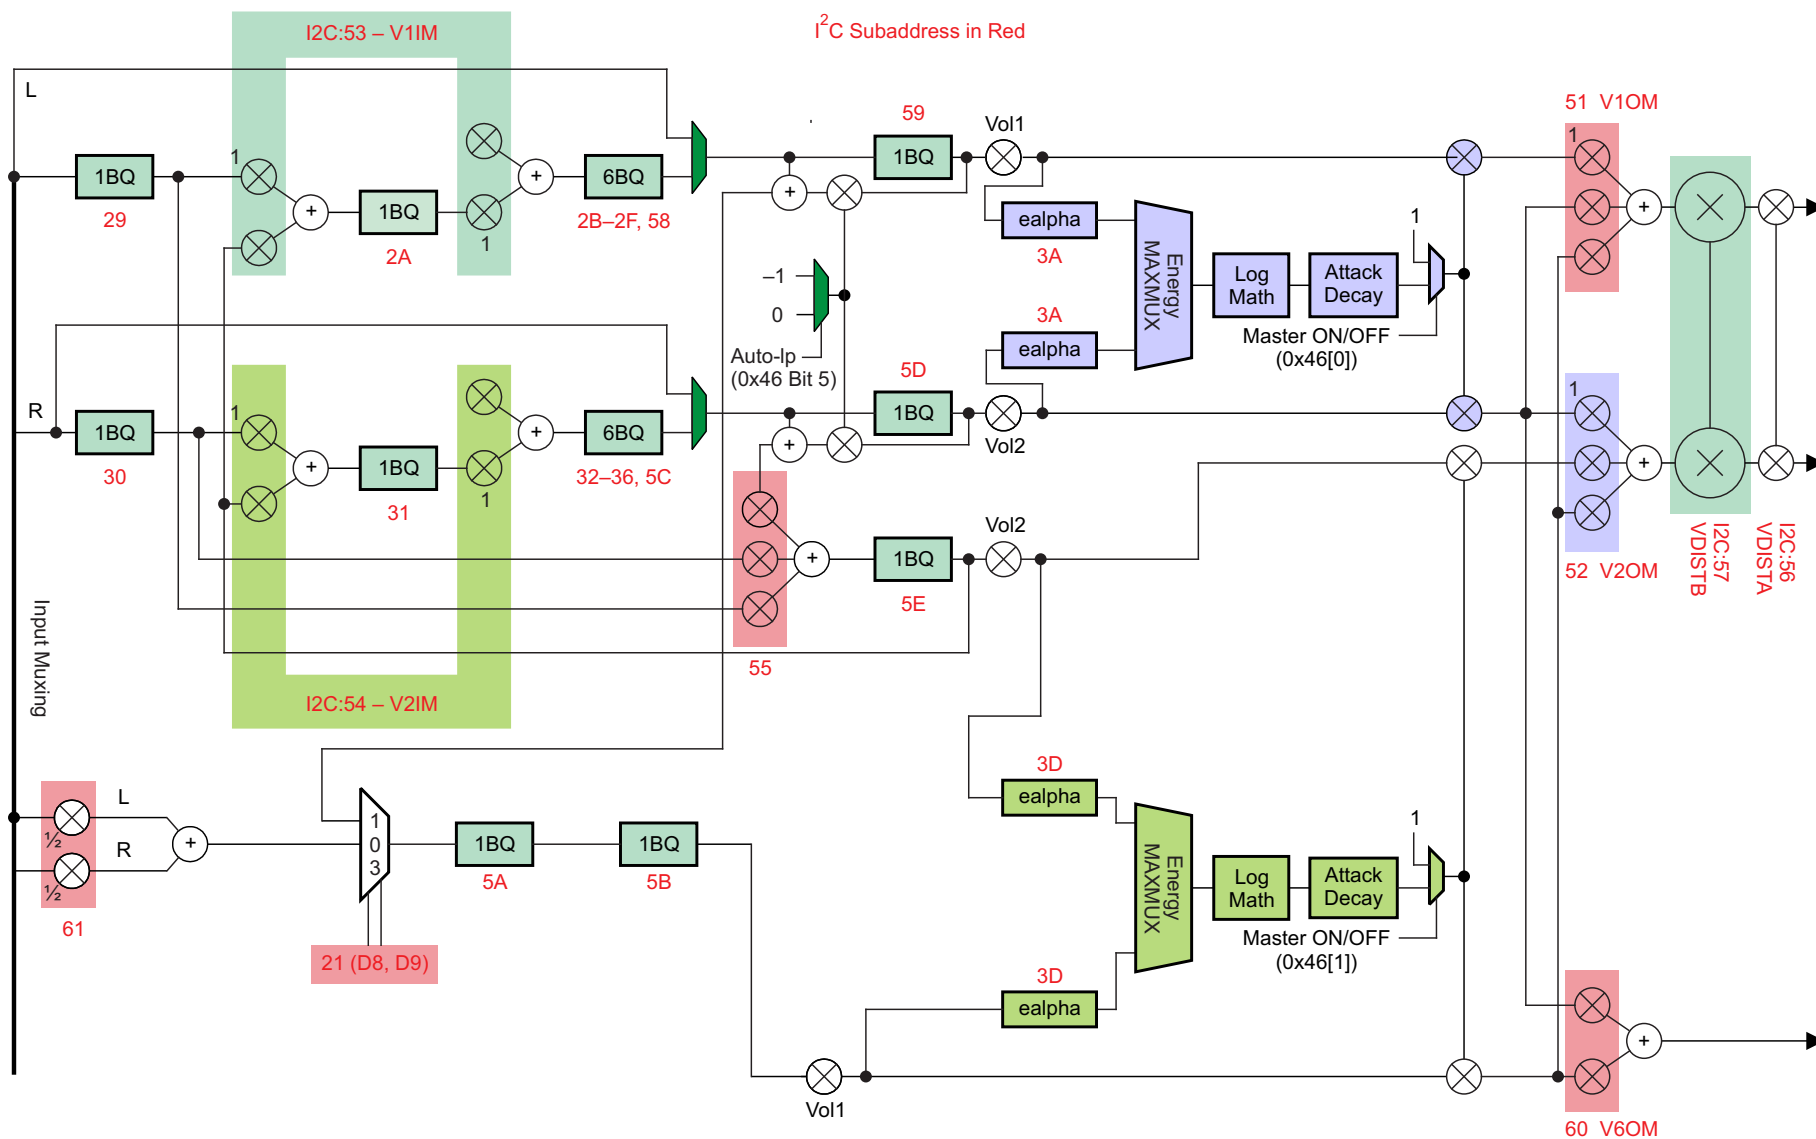 I2C:53 – V1IM
I²C Subaddress in Red
L
1BQ
29
1
1BQ
2A
1
6BQ
2B–2F, 58
59
1BQ
Vol1
ealpha
3A
Energy
MAXMUX
Log
Math
Attack
Decay
1
Master ON/OFF
(0x46[0])
3A
ealpha
–1
0
Auto-lp
(0x46 Bit 5)
51 V1OM
1
R
1BQ
30
1
1BQ
31
1
6BQ
32–36, 5C
5D
1BQ
Vol2
1
52 V2OM
I2C:57
VDISTB
I2C:56
VDISTA
55
1BQ
5E
Vol2
Input Muxing
I2C:54 – V2IM
L
½
R
½
61
1
0
3
21 (D8, D9)
1BQ
5A
1BQ
5B
3D
ealpha
Energy
MAXMUX
Log
Math
Attack
Decay
1
Master ON/OFF
(0x46[1])
3D
ealpha
Vol1
60 V6OM